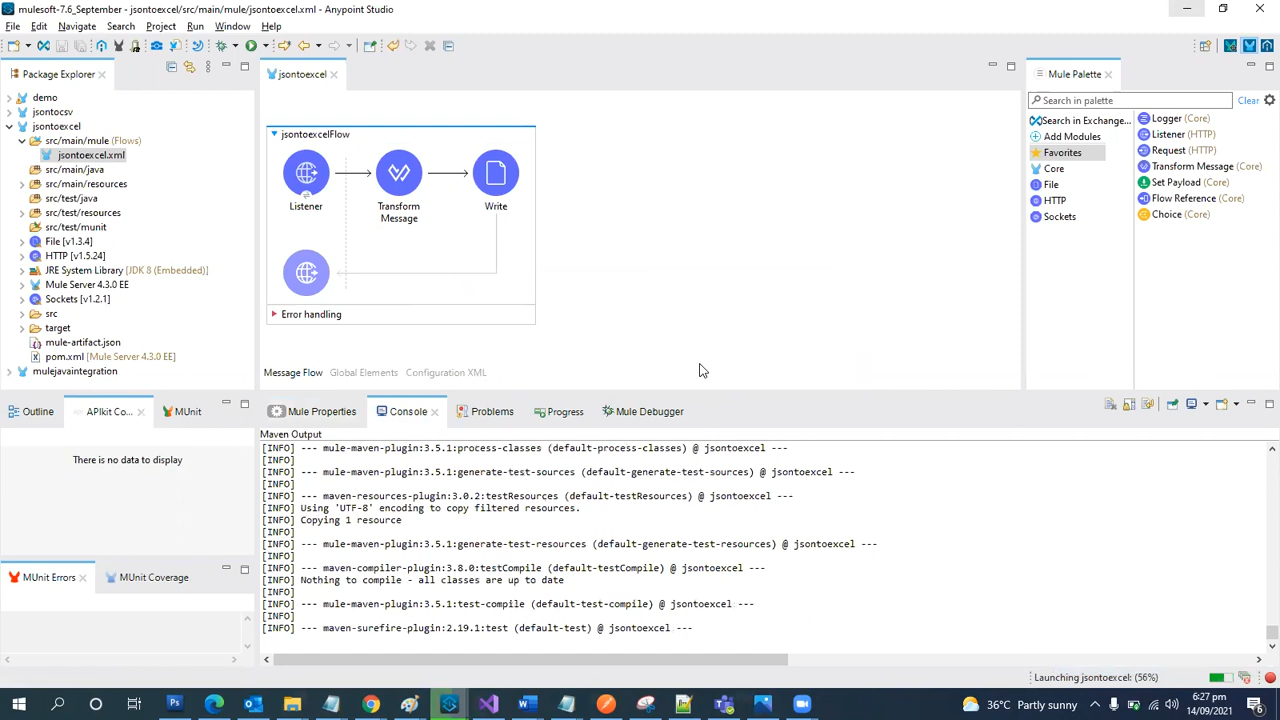 mulesoft-7.6_September - jsontoexcel/src/main/mule/jsontoexcel.xml - Anypoint Studio
File Edit Navigate Search Project Run Window Help
Package Explorer
demo
jsontocsv
jsontoexcel
src/main/mule (Flows)
jsontoexcel.xml
src/main/java
src/main/resources
src/test/java
src/test/resources
src/test/munit
File [v1.3.4]
HTTP [v1.5.24]
JRE System Library [JDK 8 (Embedded)]
Mule Server 4.3.0 EE
Sockets [v1.2.1]
src
target
mule-artifact.json
pom.xml [Mule Server 4.3.0 EE]
mulejavaintegration
jsontoexcel
jsontoexcelFlow
Listener
Transform
Message
Write
Error handling
Message Flow Global Elements Configuration XML
Mule Palette
Search in palette Clear
Search in Exchange...
Add Modules
Favorites
Core
File
HTTP
Sockets
Logger (Core)
Listener (HTTP)
Request (HTTP)
Transform Message (Core)
Set Payload (Core)
Flow Reference (Core)
Choice (Core)
Outline APIkit Co... MUnit
There is no data to display
MUnit Errors MUnit Coverage
Mule Properties Console Problems Progress Mule Debugger
Maven Output
[INFO] --- mule-maven-plugin:3.5.1:process-classes (default-process-classes) @ jsontoexcel ---
[INFO]
[INFO] --- mule-maven-plugin:3.5.1:generate-test-sources (default-generate-test-sources) @ jsontoexcel ---
[INFO]
[INFO] --- maven-resources-plugin:3.0.2:testResources (default-testResources) @ jsontoexcel ---
[INFO] Using 'UTF-8' encoding to copy filtered resources.
[INFO] Copying 1 resource
[INFO]
[INFO] --- mule-maven-plugin:3.5.1:generate-test-resources (default-generate-test-resources) @ jsontoexcel ---
[INFO]
[INFO] --- maven-compiler-plugin:3.8.0:testCompile (default-testCompile) @ jsontoexcel ---
[INFO] Nothing to compile - all classes are up to date
[INFO]
[INFO] --- mule-maven-plugin:3.5.1:test-compile (default-test-compile) @ jsontoexcel ---
[INFO]
[INFO] --- maven-surefire-plugin:2.19.1:test (default-test) @ jsontoexcel ---
Launching jsontoexcel: (56%)
Ps
36°C Partly sunny
6:27 pm
14/09/2021
6